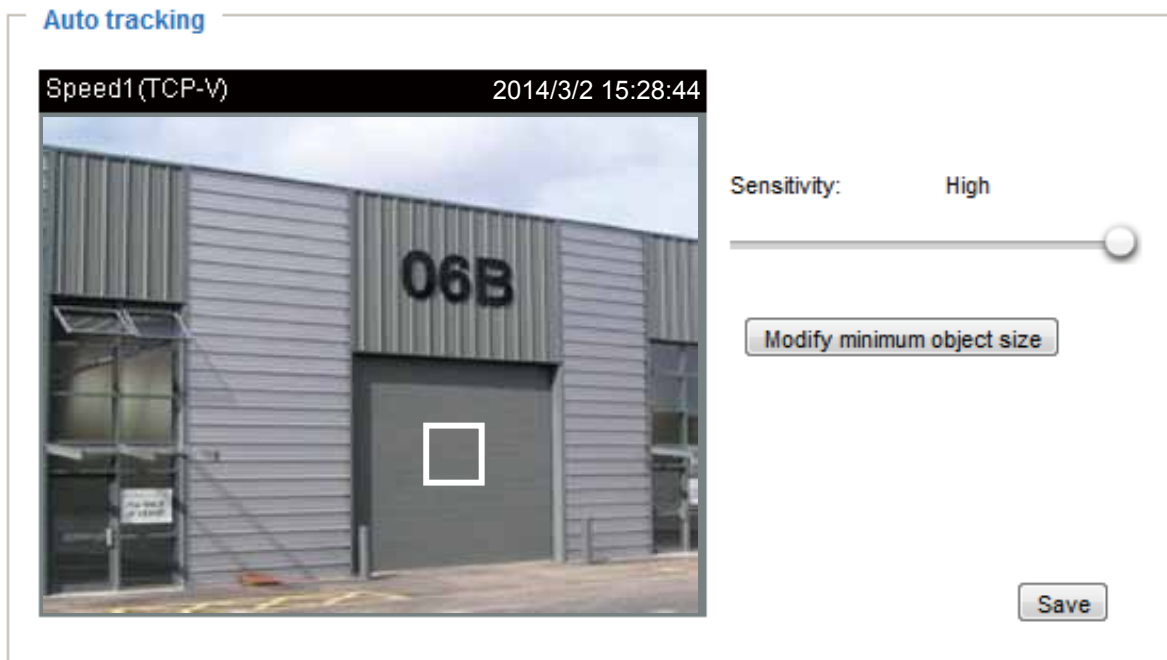 Auto tracking
Speed1(TCP-V) 2014/3/2 15:28:44
Sensitivity: High
06B
Modify minimum object size
Save